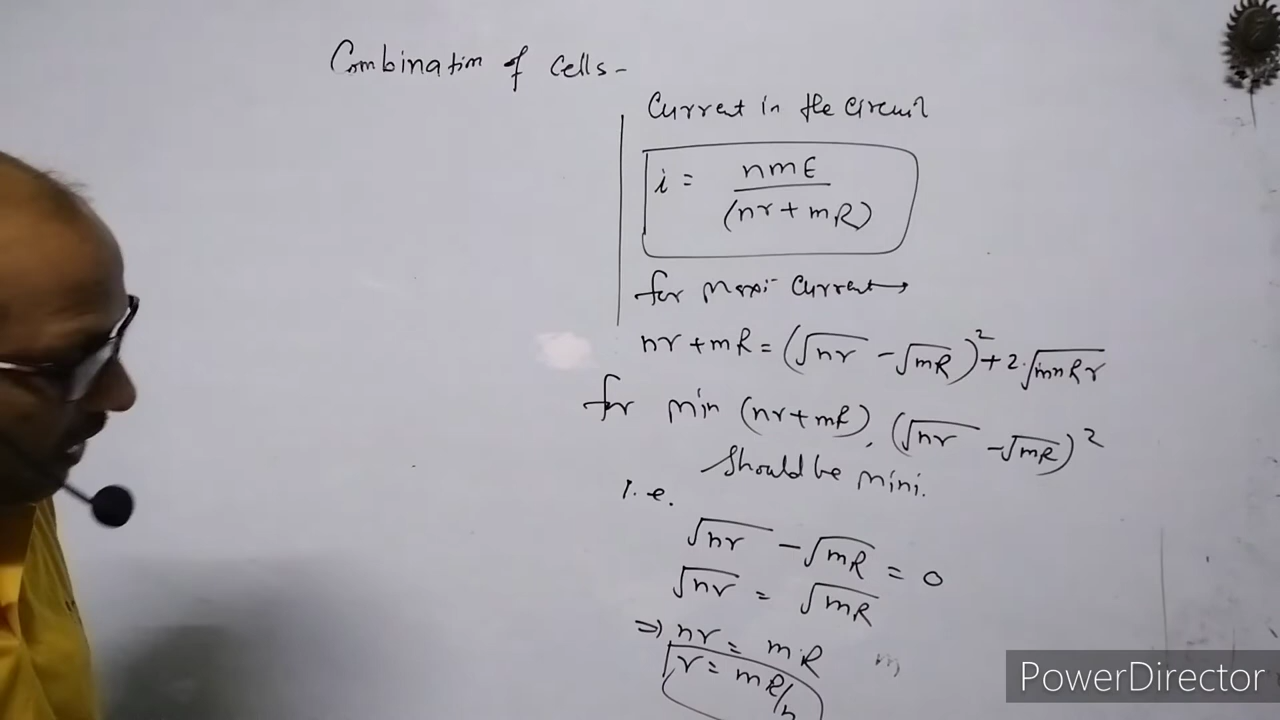 Combination of cells -
Current in the circuit
i = nmE / (nr + mR)
for maxi- current →
nr + mR = (√nr - √mR)² + 2·√mnRr
for min (nr + mR), (√nr - √mR)²
Should be mini.
i.e.
√nr - √mR = 0
√nr = √mR
⇒ nr = mR
r = mR/n
m
PowerDirector